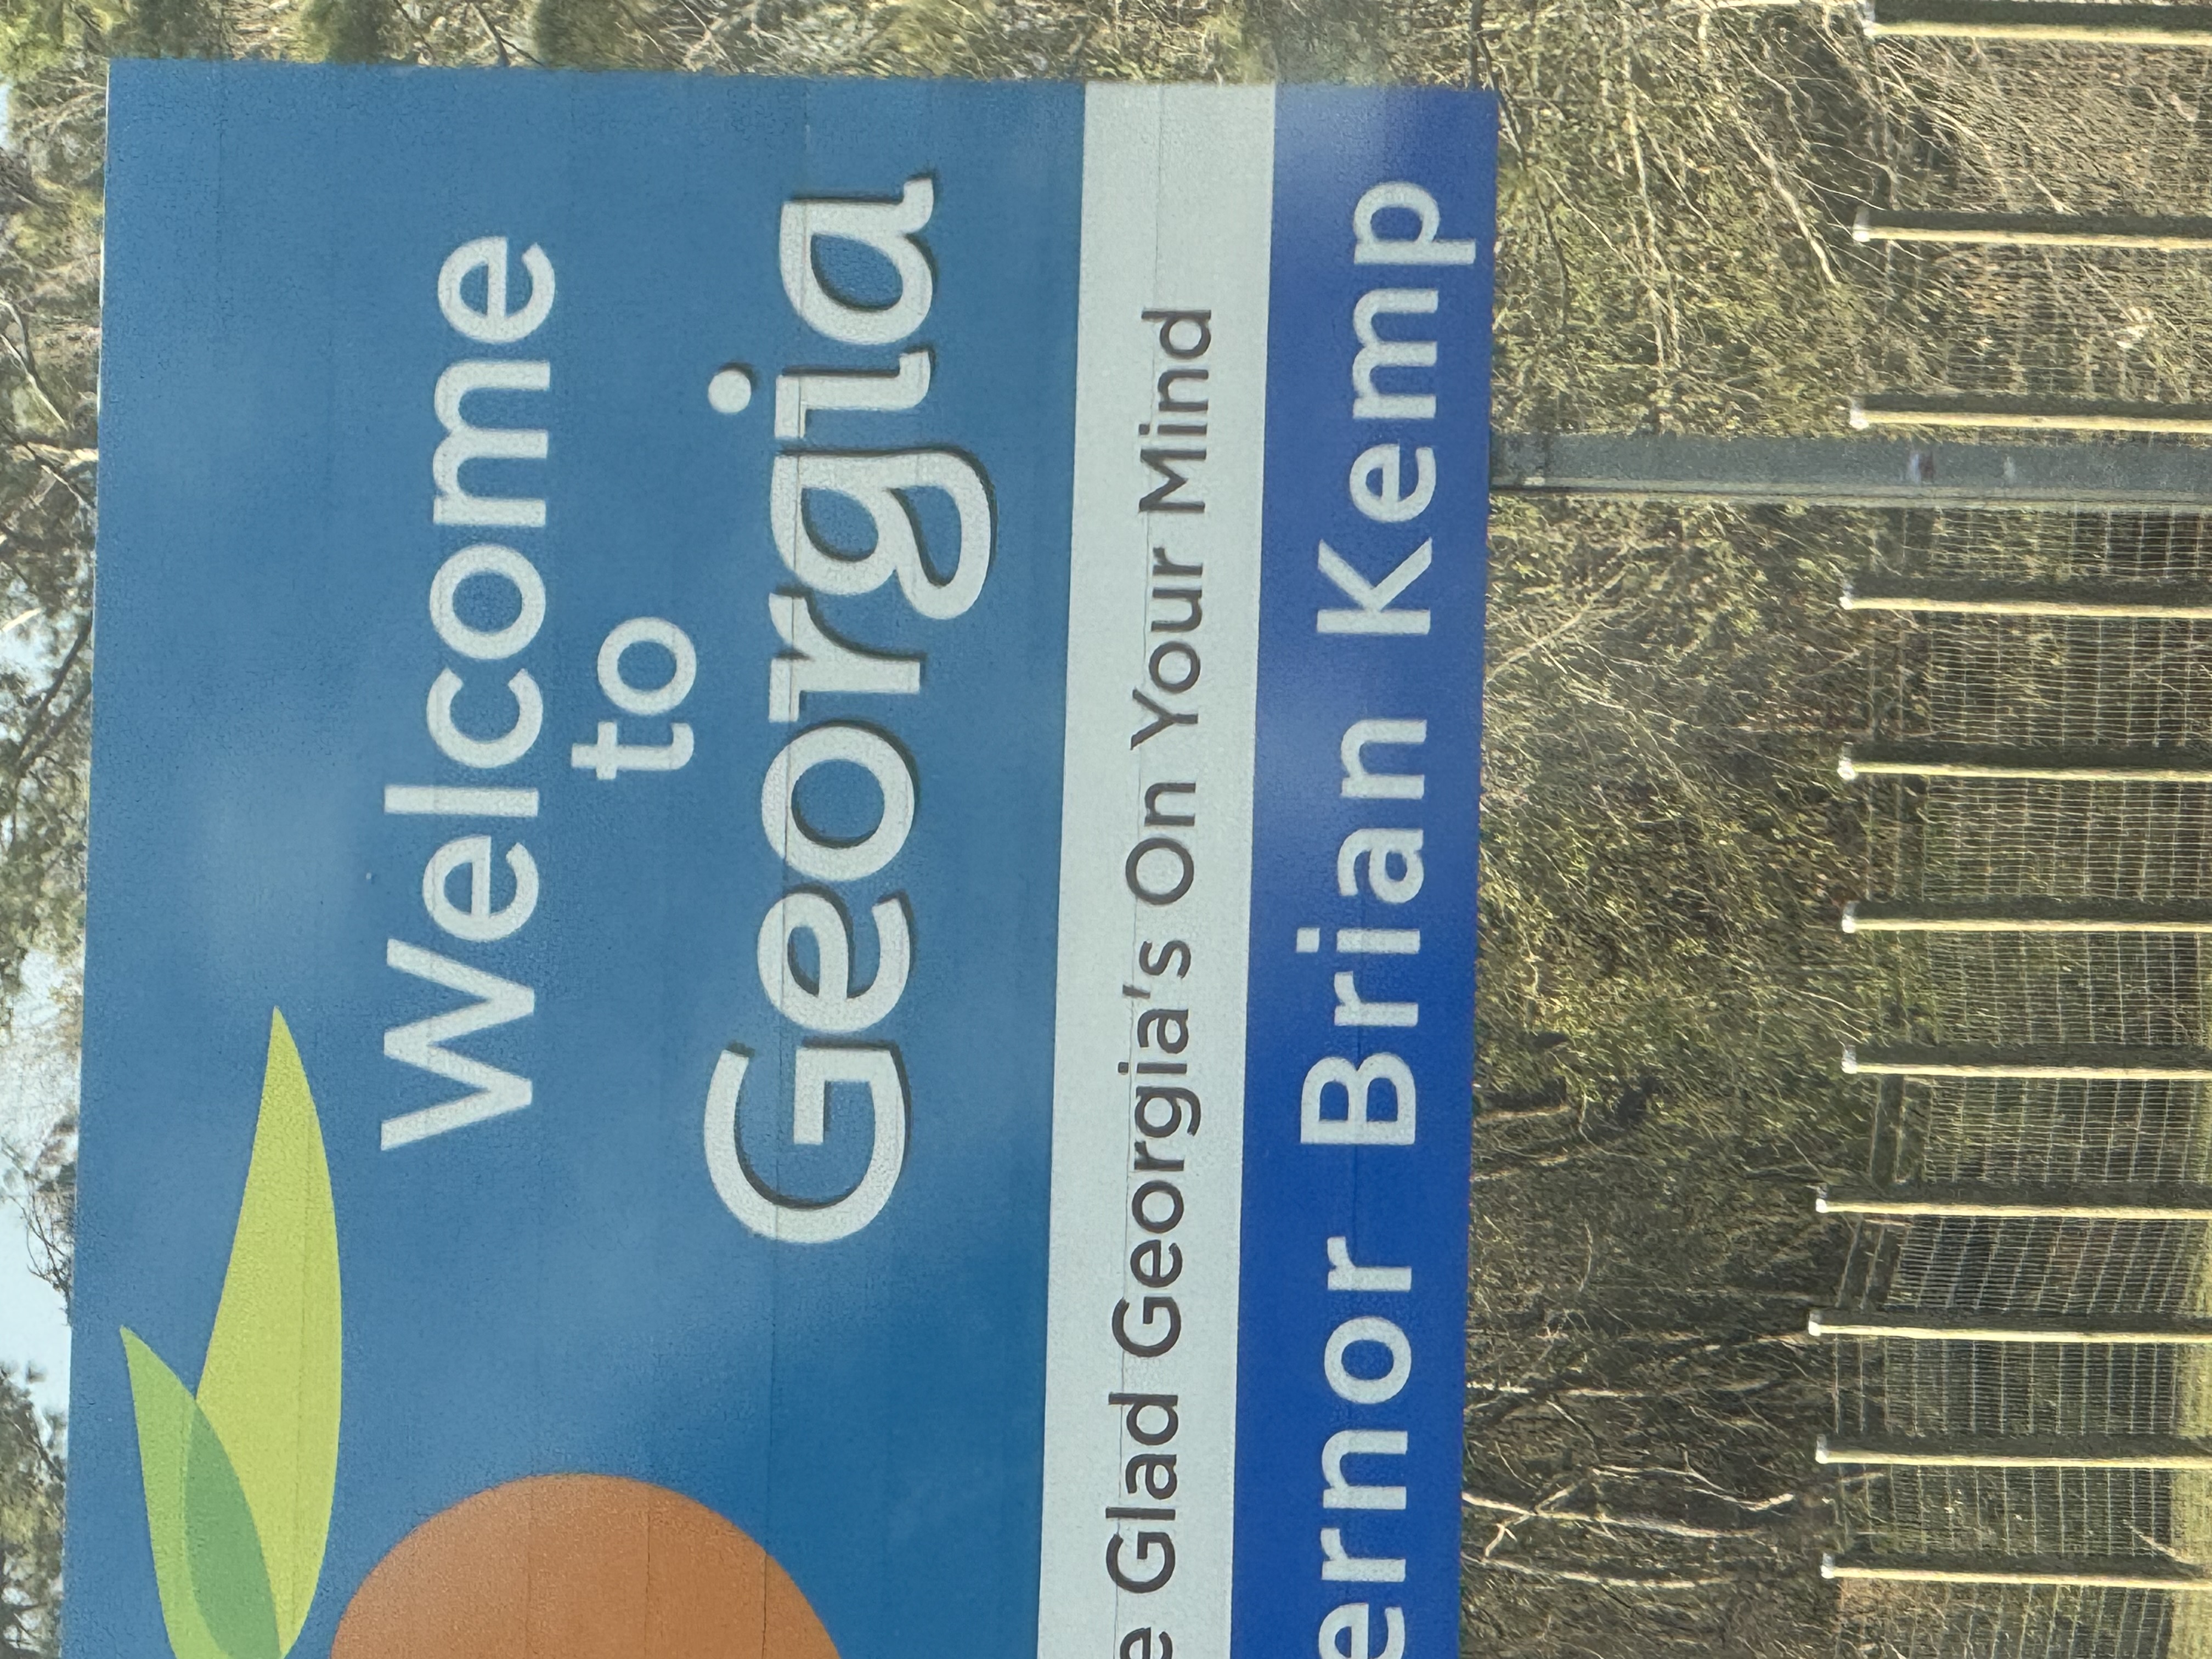 Welcome
to
Georgia
e Glad Georgia's On Your Mind
ernor Brian Kemp